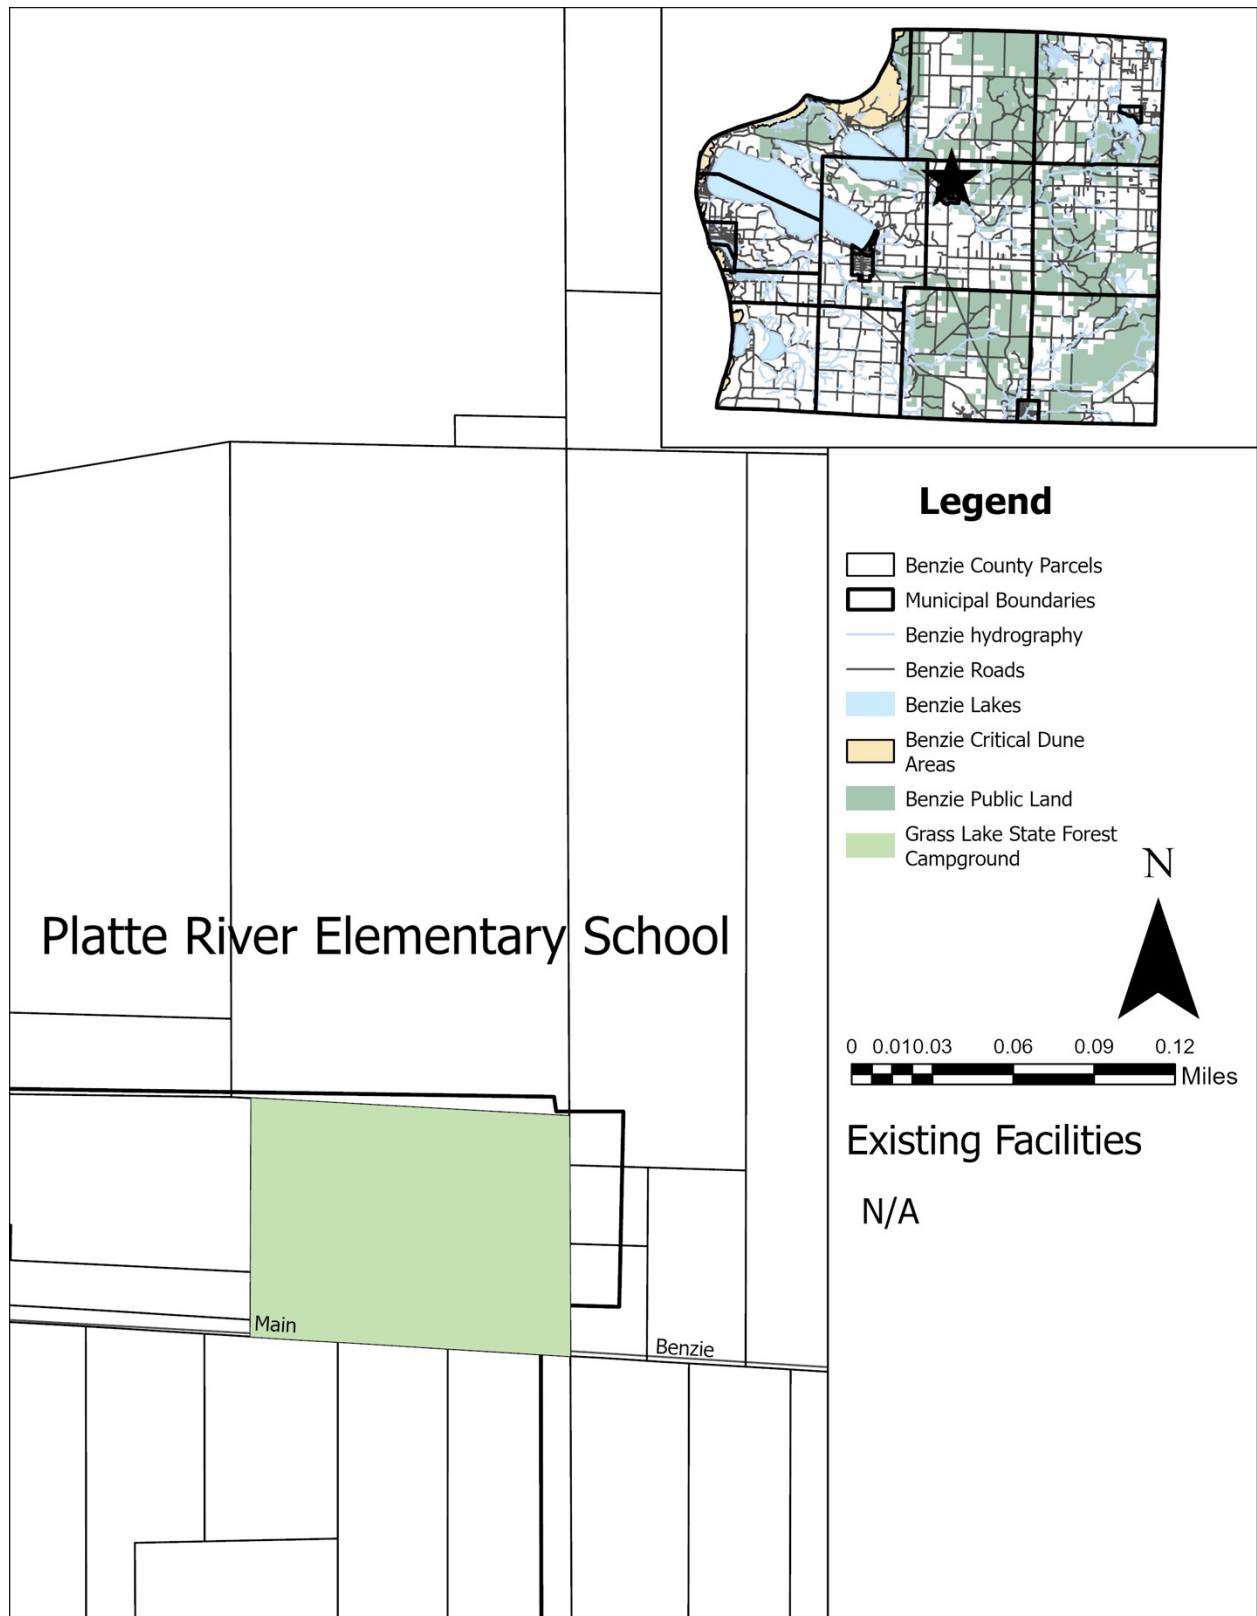 Legend
Benzie County Parcels
Municipal Boundaries
Benzie hydrography
Benzie Roads
Benzie Lakes
Benzie Critical Dune
Areas
Benzie Public Land
Grass Lake State Forest
Campground
N
Platte River Elementary School
0 0.010.03 0.06 0.09 0.12
Miles
Existing Facilities
N/A
Main
Benzie